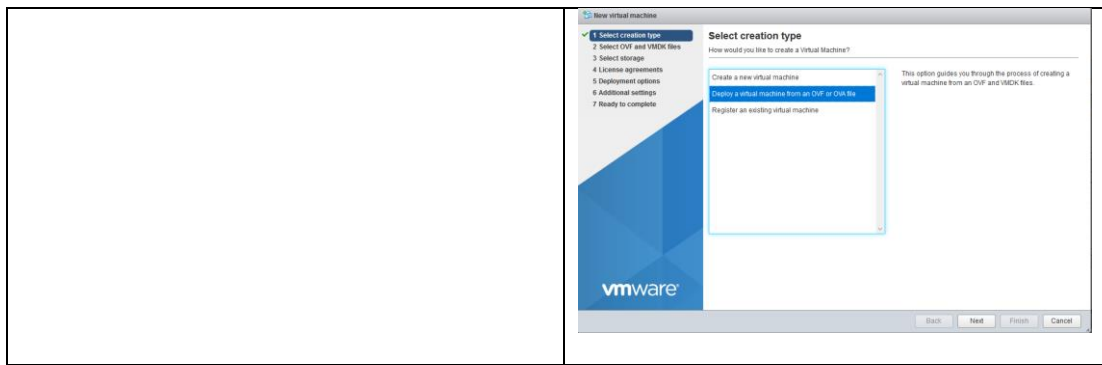 New virtual machine
1 Select creation type
2 Select OVF and VMDK files
3 Select storage
4 License agreements
5 Deployment options
6 Additional settings
7 Ready to complete
Select creation type
How would you like to create a Virtual Machine?
Create a new virtual machine
Deploy a virtual machine from an OVF or OVA file
Register an existing virtual machine
This option guides you through the process of creating a
virtual machine from an OVF and VMDK files.
vmware
Back Next Finish Cancel